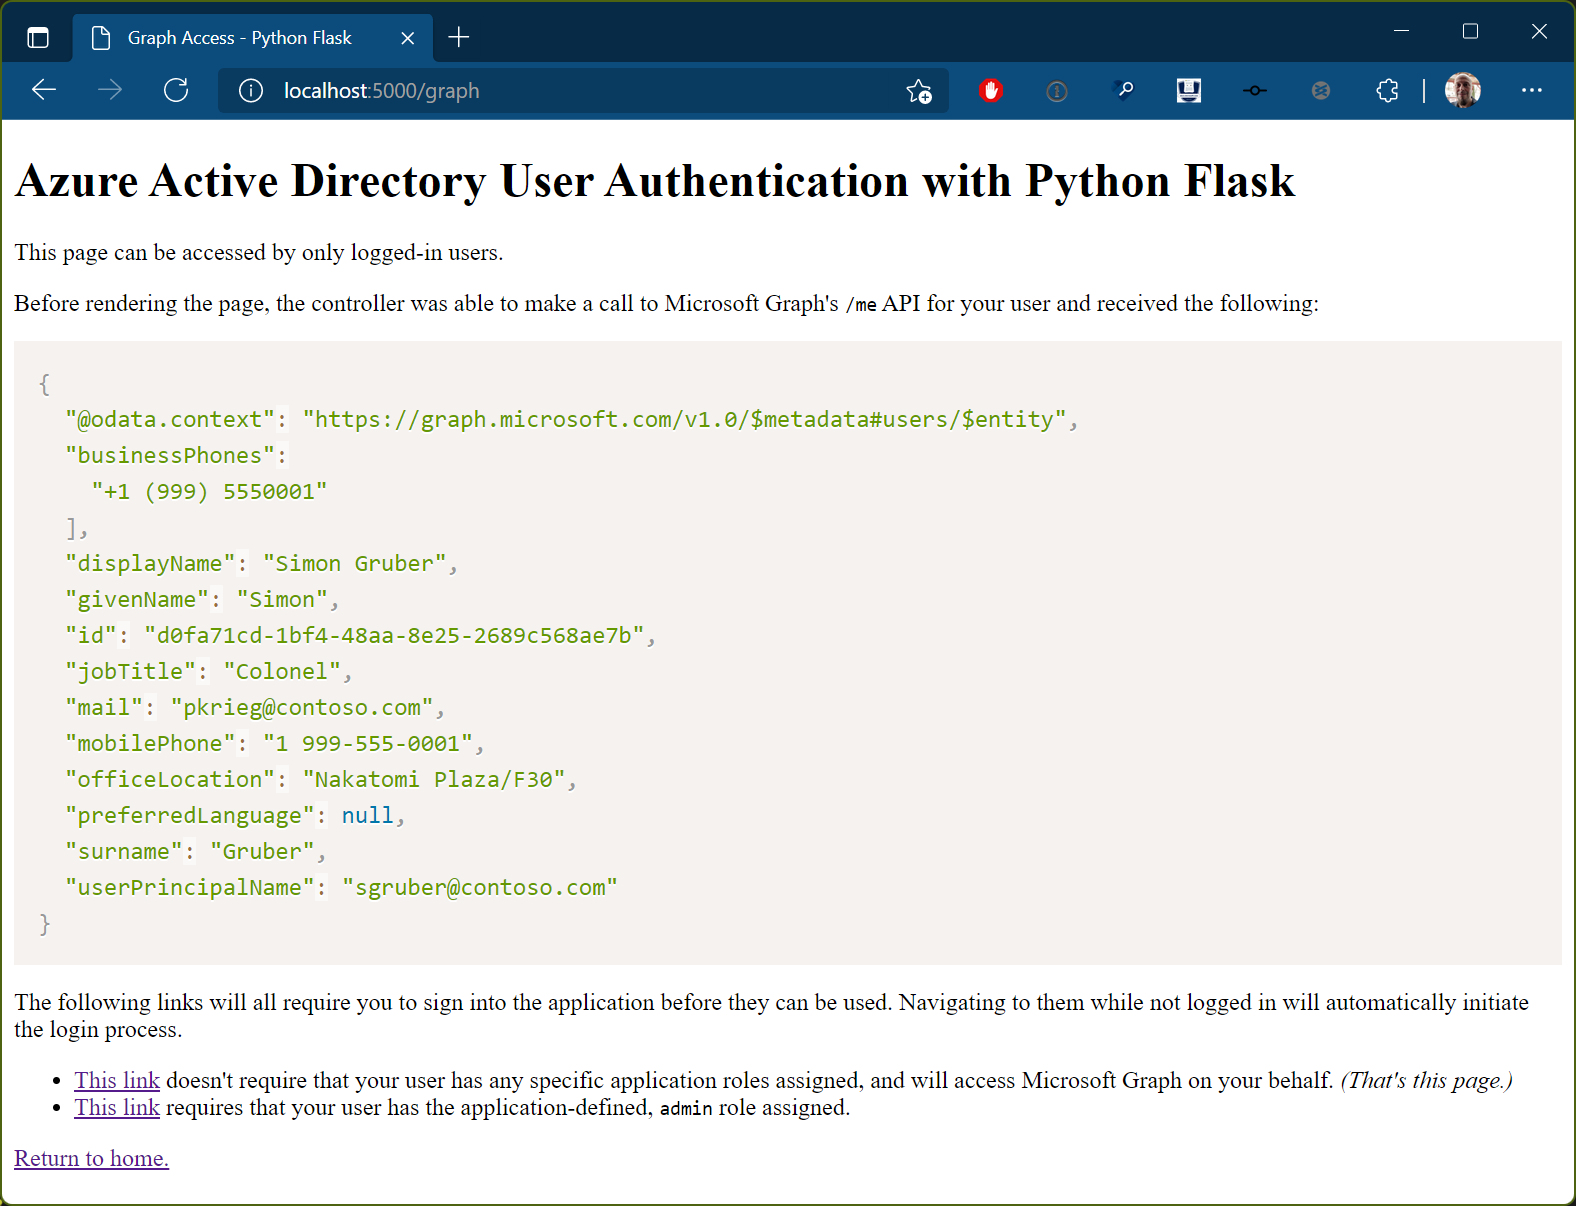 Graph Access - Python Flask
localhost:5000/graph
Azure Active Directory User Authentication with Python Flask
This page can be accessed by only logged-in users.
Before rendering the page, the controller was able to make a call to Microsoft Graph's /me API for your user and received the following:
{
"@odata.context": "https://graph.microsoft.com/v1.0/$metadata#users/$entity",
"businessPhones":
"+1 (999) 5550001"
],
"displayName": "Simon Gruber",
"givenName": "Simon",
"id": "d0fa71cd-1bf4-48aa-8e25-2689c568ae7b",
"jobTitle": "Colonel",
"mail": "pkrieg@contoso.com",
"mobilePhone": "1 999-555-0001",
"officeLocation": "Nakatomi Plaza/F30",
"preferredLanguage": null,
"surname": "Gruber",
"userPrincipalName": "sgruber@contoso.com"
}
The following links will all require you to sign into the application before they can be used. Navigating to them while not logged in will automatically initiate
the login process.
• This link doesn't require that your user has any specific application roles assigned, and will access Microsoft Graph on your behalf. (That's this page.)
• This link requires that your user has the application-defined, admin role assigned.
Return to home.